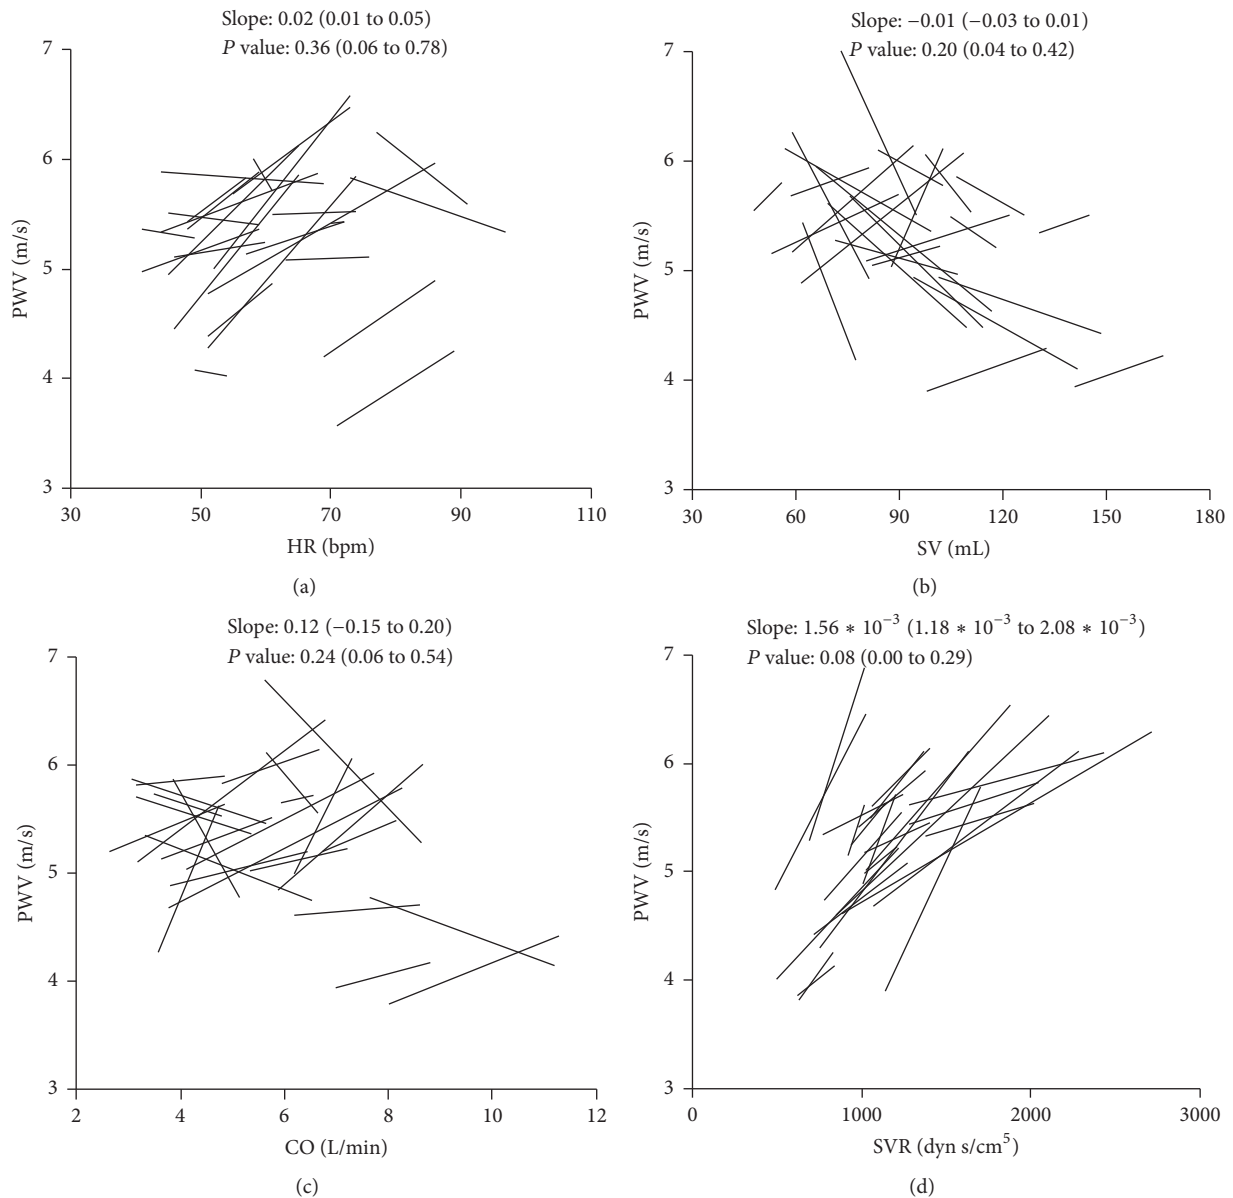 Slope: 0.02 (0.01 to 0.05)
P value: 0.36 (0.06 to 0.78)
7
6
5
4
3
PWV (m/s)
30
50
70
90
110
HR (bpm)
(a)
Slope: −0.01 (−0.03 to 0.01)
P value: 0.20 (0.04 to 0.42)
7
6
5
4
3
PWV (m/s)
30
60
90
120
150
180
SV (mL)
(b)
Slope: 0.12 (−0.15 to 0.20)
P value: 0.24 (0.06 to 0.54)
7
6
5
4
3
PWV (m/s)
2
4
6
8
10
12
CO (L/min)
(c)
Slope: 1.56 ∗ 10⁻³ (1.18 ∗ 10⁻³ to 2.08 ∗ 10⁻³)
P value: 0.08 (0.00 to 0.29)
7
6
5
4
3
PWV (m/s)
0
1000
2000
3000
SVR (dyn s/cm⁵)
(d)